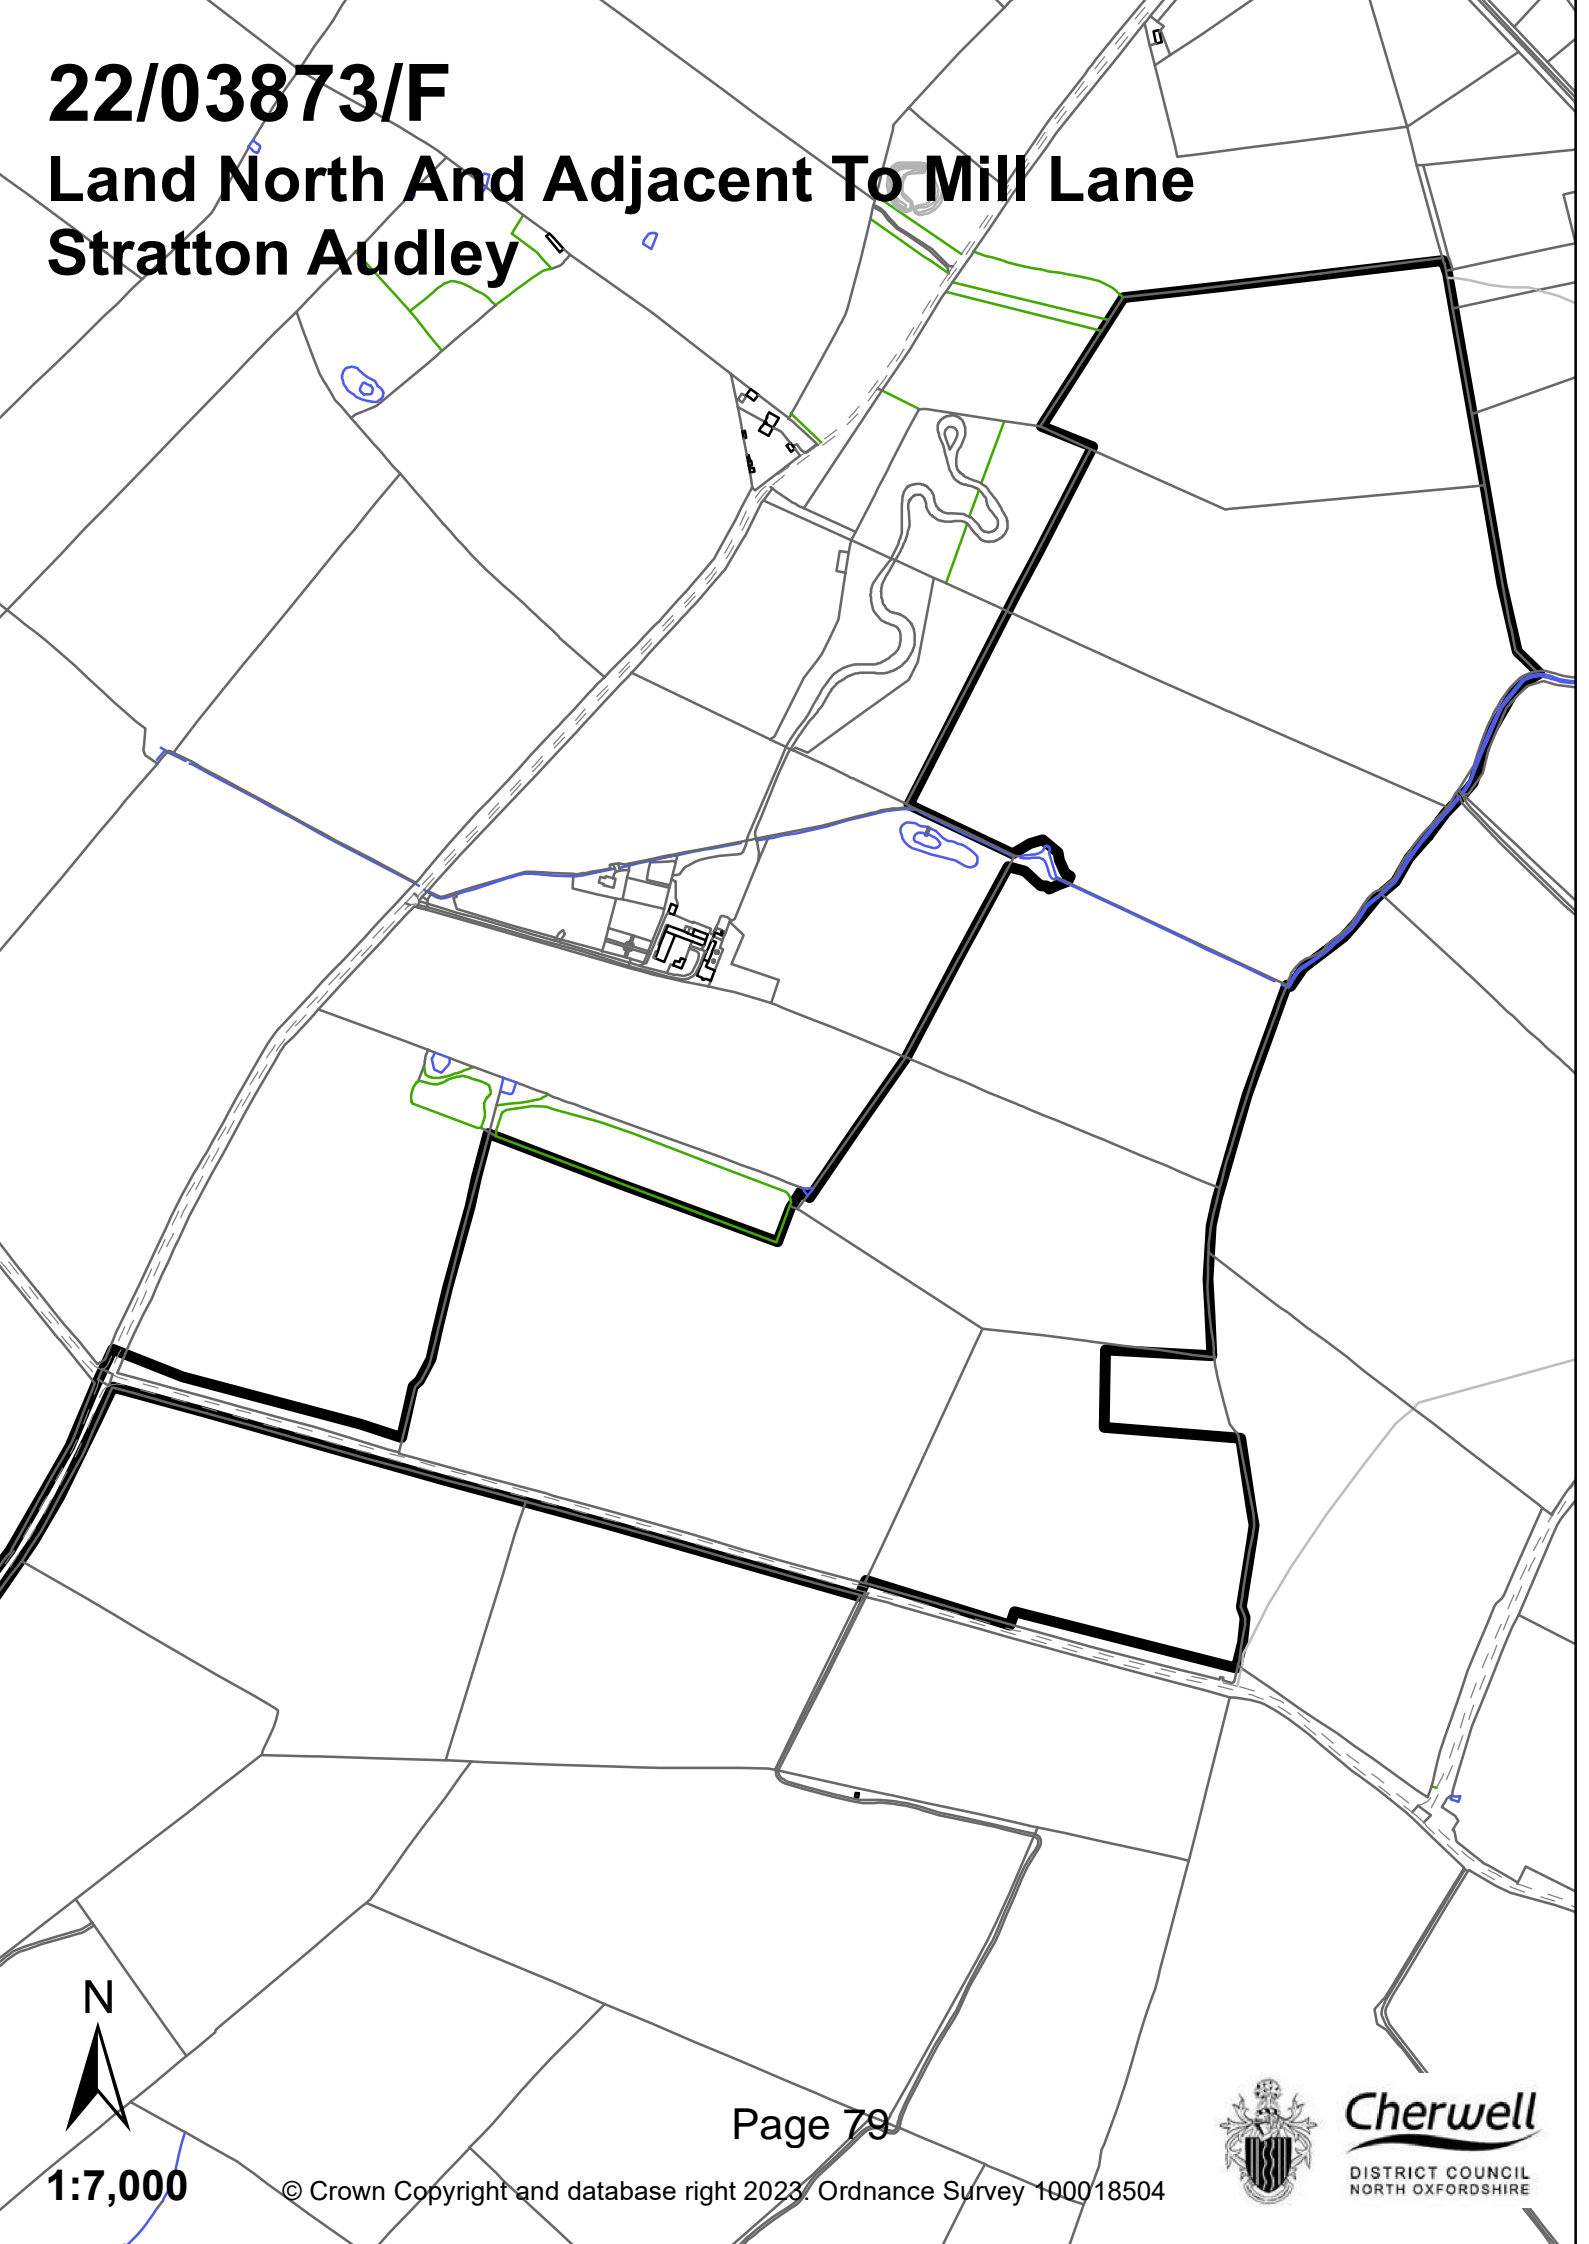 22/03873/F
Land North And Adjacent To Mill Lane
Stratton Audley
N
Page 79
1:7,000
© Crown Copyright and database right 2023. Ordnance Survey 100018504
Cherwell
DISTRICT COUNCIL
NORTH OXFORDSHIRE